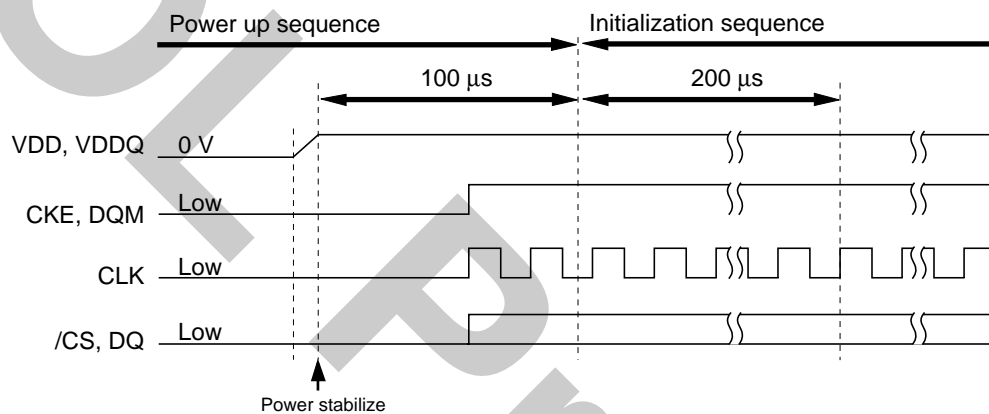 Power up sequence
Initialization sequence
100 µs
200 µs
VDD, VDDQ
0 V
CKE, DQM
Low
CLK
Low
/CS, DQ
Low
Power stabilize